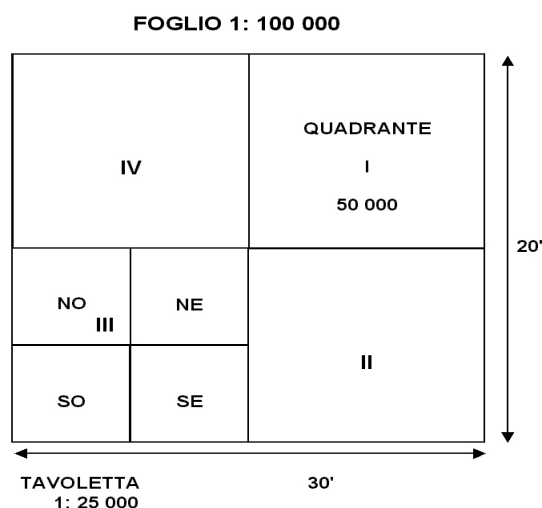 FOGLIO 1: 100 000
QUADRANTE
IV
I
50 000
20'
NO
NE
III
II
SO
SE
TAVOLETTA
1: 25 000
30'